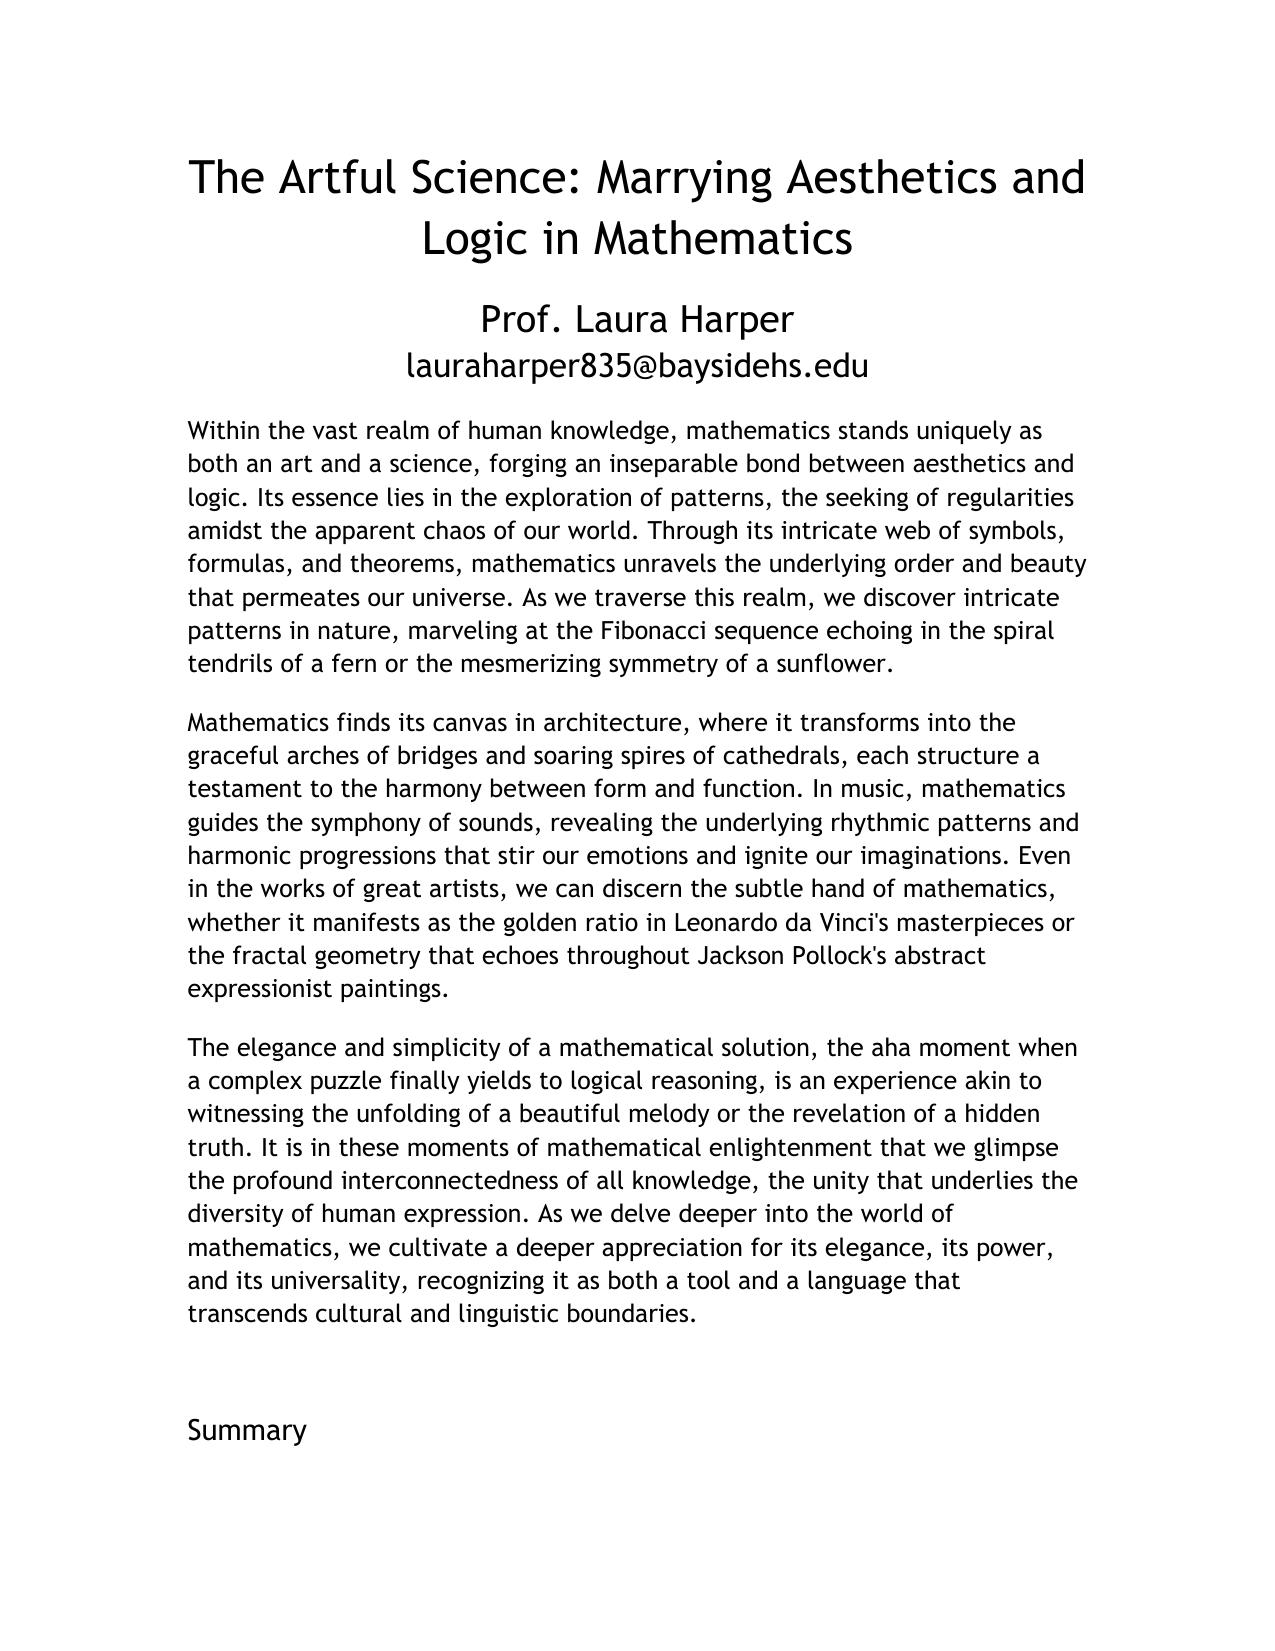 The Artful Science: Marrying Aesthetics and
Logic in Mathematics
Prof. Laura Harper
lauraharper835@baysidehs.edu
Within the vast realm of human knowledge, mathematics stands uniquely as
both an art and a science, forging an inseparable bond between aesthetics and
logic. Its essence lies in the exploration of patterns, the seeking of regularities
amidst the apparent chaos of our world. Through its intricate web of symbols,
formulas, and theorems, mathematics unravels the underlying order and beauty
that permeates our universe. As we traverse this realm, we discover intricate
patterns in nature, marveling at the Fibonacci sequence echoing in the spiral
tendrils of a fern or the mesmerizing symmetry of a sunflower.
Mathematics finds its canvas in architecture, where it transforms into the
graceful arches of bridges and soaring spires of cathedrals, each structure a
testament to the harmony between form and function. In music, mathematics
guides the symphony of sounds, revealing the underlying rhythmic patterns and
harmonic progressions that stir our emotions and ignite our imaginations. Even
in the works of great artists, we can discern the subtle hand of mathematics,
whether it manifests as the golden ratio in Leonardo da Vinci's masterpieces or
the fractal geometry that echoes throughout Jackson Pollock's abstract
expressionist paintings.
The elegance and simplicity of a mathematical solution, the aha moment when
a complex puzzle finally yields to logical reasoning, is an experience akin to
witnessing the unfolding of a beautiful melody or the revelation of a hidden
truth. It is in these moments of mathematical enlightenment that we glimpse
the profound interconnectedness of all knowledge, the unity that underlies the
diversity of human expression. As we delve deeper into the world of
mathematics, we cultivate a deeper appreciation for its elegance, its power,
and its universality, recognizing it as both a tool and a language that
transcends cultural and linguistic boundaries.
Summary